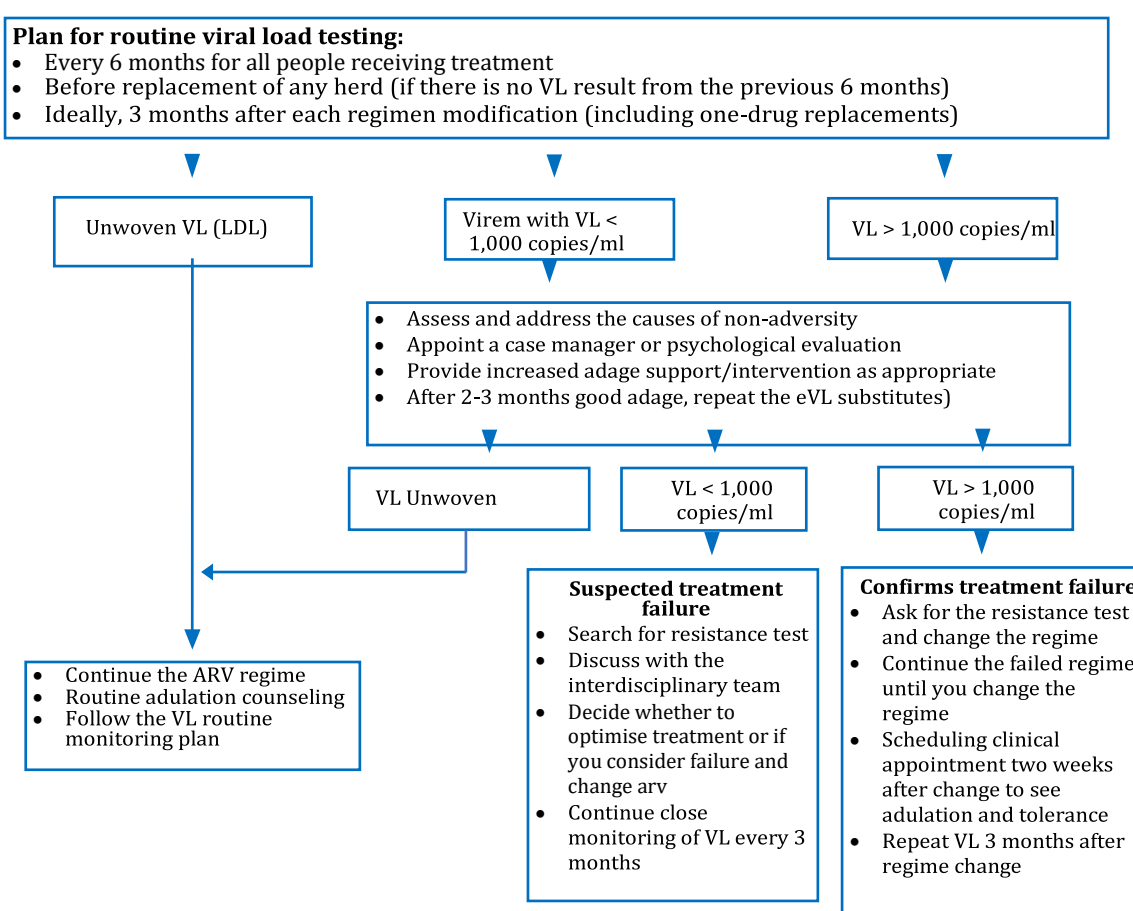 Plan for routine viral load testing:
• Every 6 months for all people receiving treatment
• Before replacement of any herd (if there is no VL result from the previous 6 months)
• Ideally, 3 months after each regimen modification (including one-drug replacements)
Unwoven VL (LDL)
Virem with VL <
1,000 copies/ml
VL > 1,000 copies/ml
• Assess and address the causes of non-adversity
• Appoint a case manager or psychological evaluation
• Provide increased adage support/intervention as appropriate
• After 2-3 months good adage, repeat the eVL substitutes)
VL Unwoven
VL < 1,000
copies/ml
VL > 1,000
copies/ml
• Continue the ARV regime
• Routine adulation counseling
• Follow the VL routine
monitoring plan
Suspected treatment
failure
• Search for resistance test
• Discuss with the
interdisciplinary team
• Decide whether to
optimise treatment or if
you consider failure and
change arv
• Continue close
monitoring of VL every 3
months
Confirms treatment failure
• Ask for the resistance test
and change the regime
• Continue the failed regime
until you change the
regime
• Scheduling clinical
appointment two weeks
after change to see
adulation and tolerance
• Repeat VL 3 months after
regime change